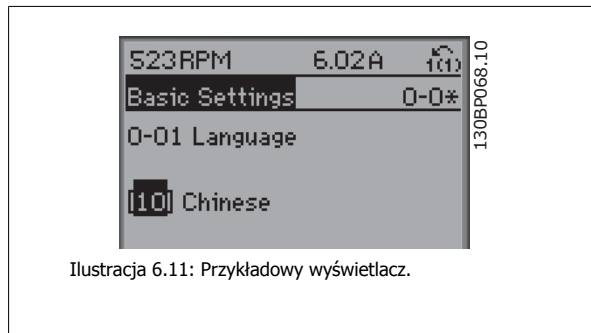 523RPM 6.02A 1(1)
Basic Settings 0-0*
0-01 Language
[10] Chinese
130BP068.10
Ilustracja 6.11: Przykładowy wyświetlacz.